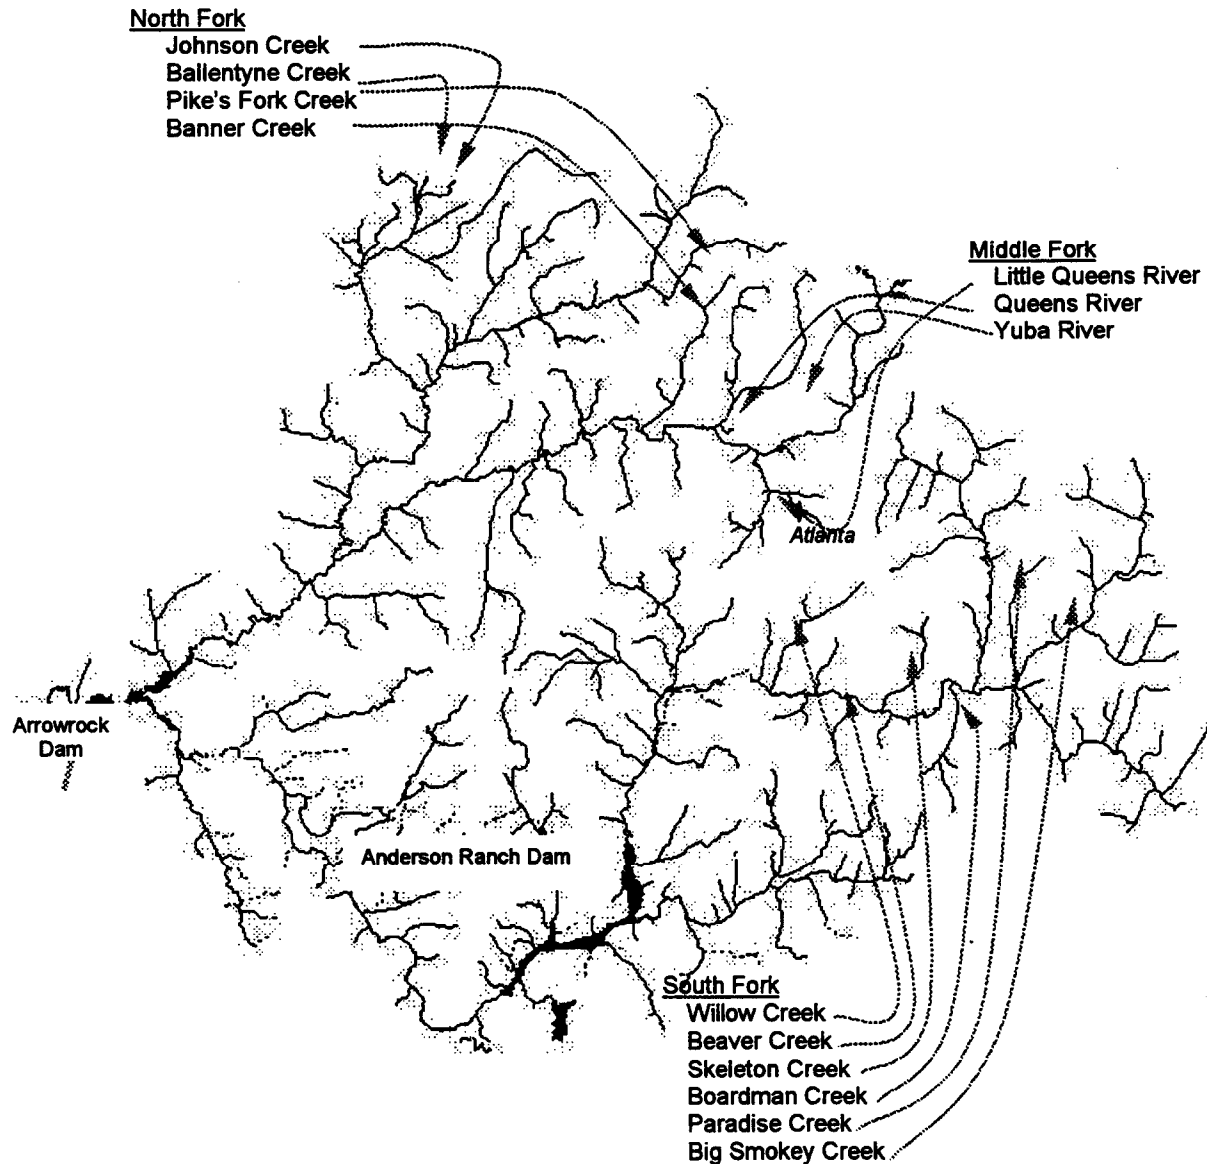 North Fork
Johnson Creek
Ballentyne Creek
Pike's Fork Creek
Banner Creek
Middle Fork
Little Queens River
Queens River
Yuba River
Atlanta
Arrowrock
Dam
Anderson Ranch Dam
South Fork
Willow Creek
Beaver Creek
Skeleton Creek
Boardman Creek
Paradise Creek
Big Smokey Creek